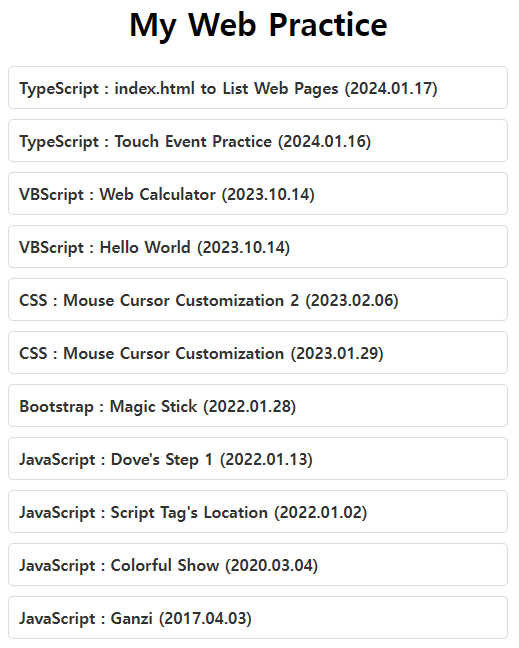 My Web Practice
TypeScript : index.html to List Web Pages (2024.01.17)
TypeScript : Touch Event Practice (2024.01.16)
VBScript : Web Calculator (2023.10.14)
VBScript : Hello World (2023.10.14)
CSS : Mouse Cursor Customization 2 (2023.02.06)
CSS : Mouse Cursor Customization (2023.01.29)
Bootstrap : Magic Stick (2022.01.28)
JavaScript : Dove's Step 1 (2022.01.13)
JavaScript : Script Tag's Location (2022.01.02)
JavaScript : Colorful Show (2020.03.04)
JavaScript : Ganzi (2017.04.03)